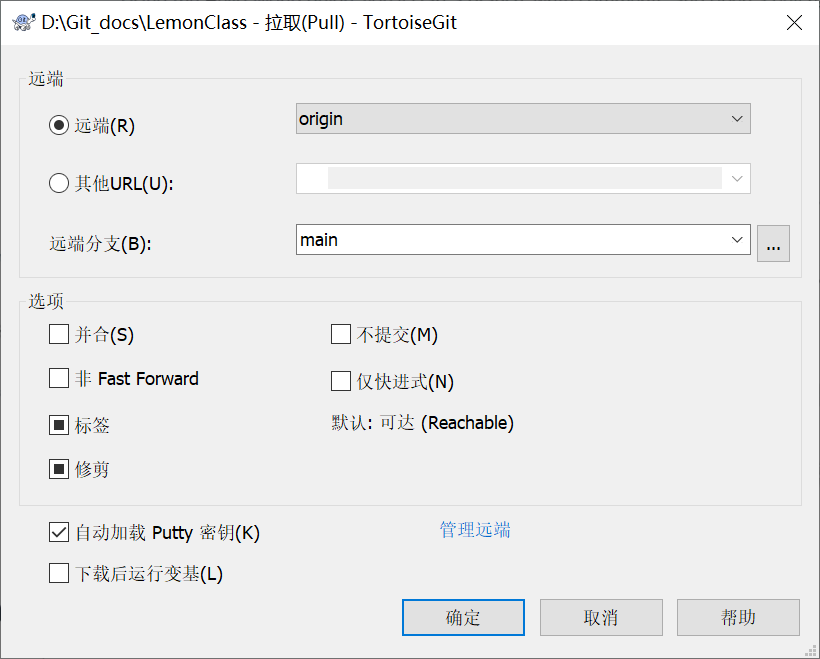 D:\Git_docs\LemonClass - 拉取(Pull) - TortoiseGit
远端
远端(R)
origin
其他URL(U):
远端分支(B):
main
...
选项
并合(S)
不提交(M)
非 Fast Forward
仅快进式(N)
标签
默认: 可达 (Reachable)
修剪
自动加载 Putty 密钥(K)
管理远端
下载后运行变基(L)
确定
取消
帮助